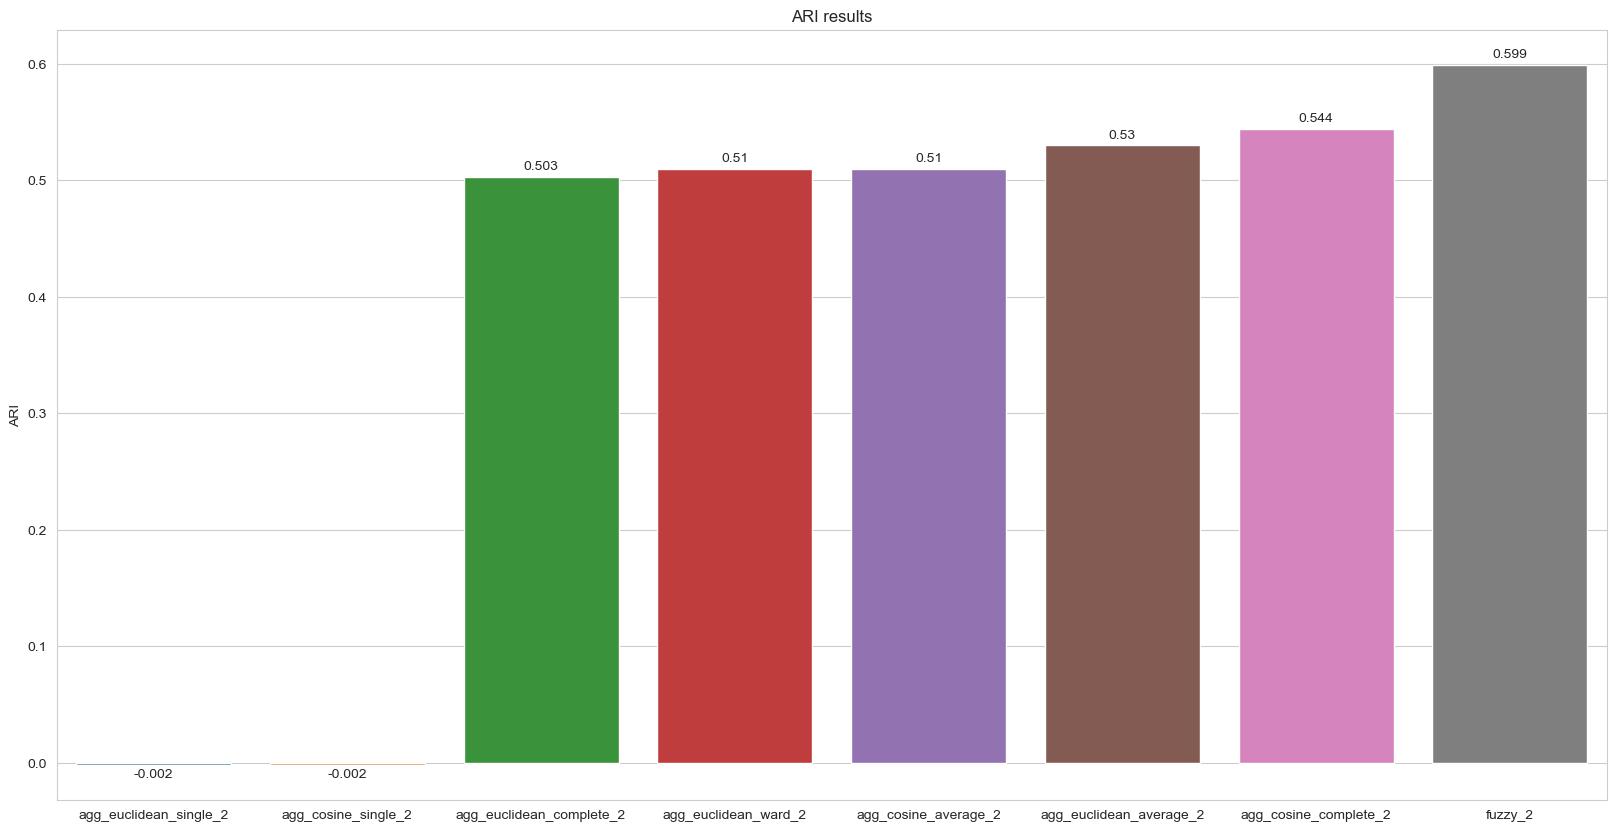 ARI results
ARI
0.6
0.5
0.4
0.3
0.2
0.1
0.0
-0.002
-0.002
0.503
0.51
0.51
0.53
0.544
0.599
agg_euclidean_single_2
agg_cosine_single_2
agg_euclidean_complete_2
agg_euclidean_ward_2
agg_cosine_average_2
agg_euclidean_average_2
agg_cosine_complete_2
fuzzy_2